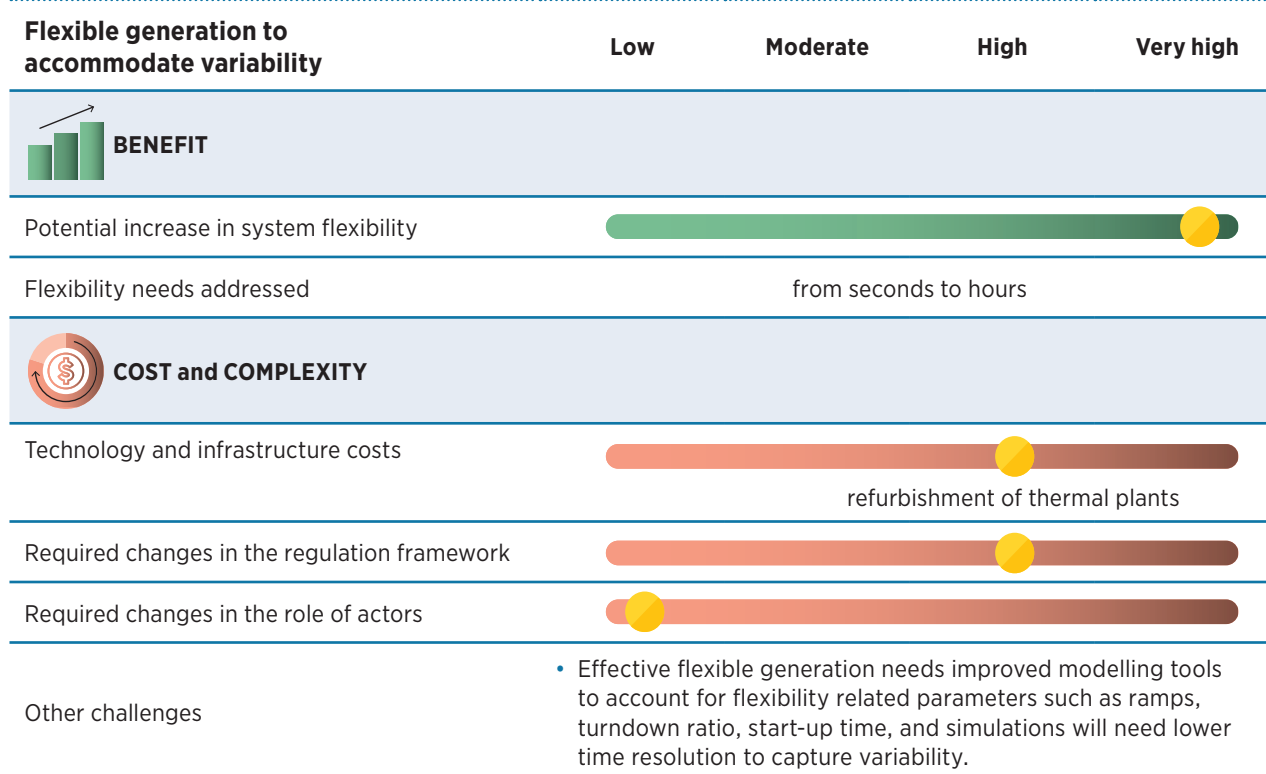 Flexible generation to
accommodate variability
Low Moderate High Very high
BENEFIT
Potential increase in system flexibility
Flexibility needs addressed from seconds to hours
$
COST and COMPLEXITY
Technology and infrastructure costs
refurbishment of thermal plants
Required changes in the regulation framework
Required changes in the role of actors
Other challenges
• Effective flexible generation needs improved modelling tools
to account for flexibility related parameters such as ramps,
turndown ratio, start-up time, and simulations will need lower
time resolution to capture variability.